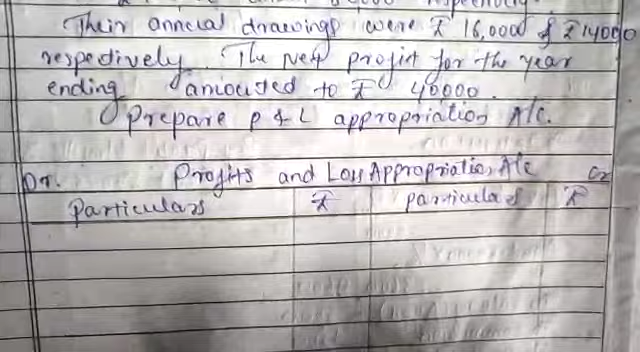 Their annual drawings were ₹ 16,000 & ₹ 14000
respectively. The Net profit for the year
ending amouted to ₹ 40000.
Prepare P & L appropriation A/c.
Dr. Profits and Loss Appropriation A/c Cr
Particulars ₹ particulars ₹